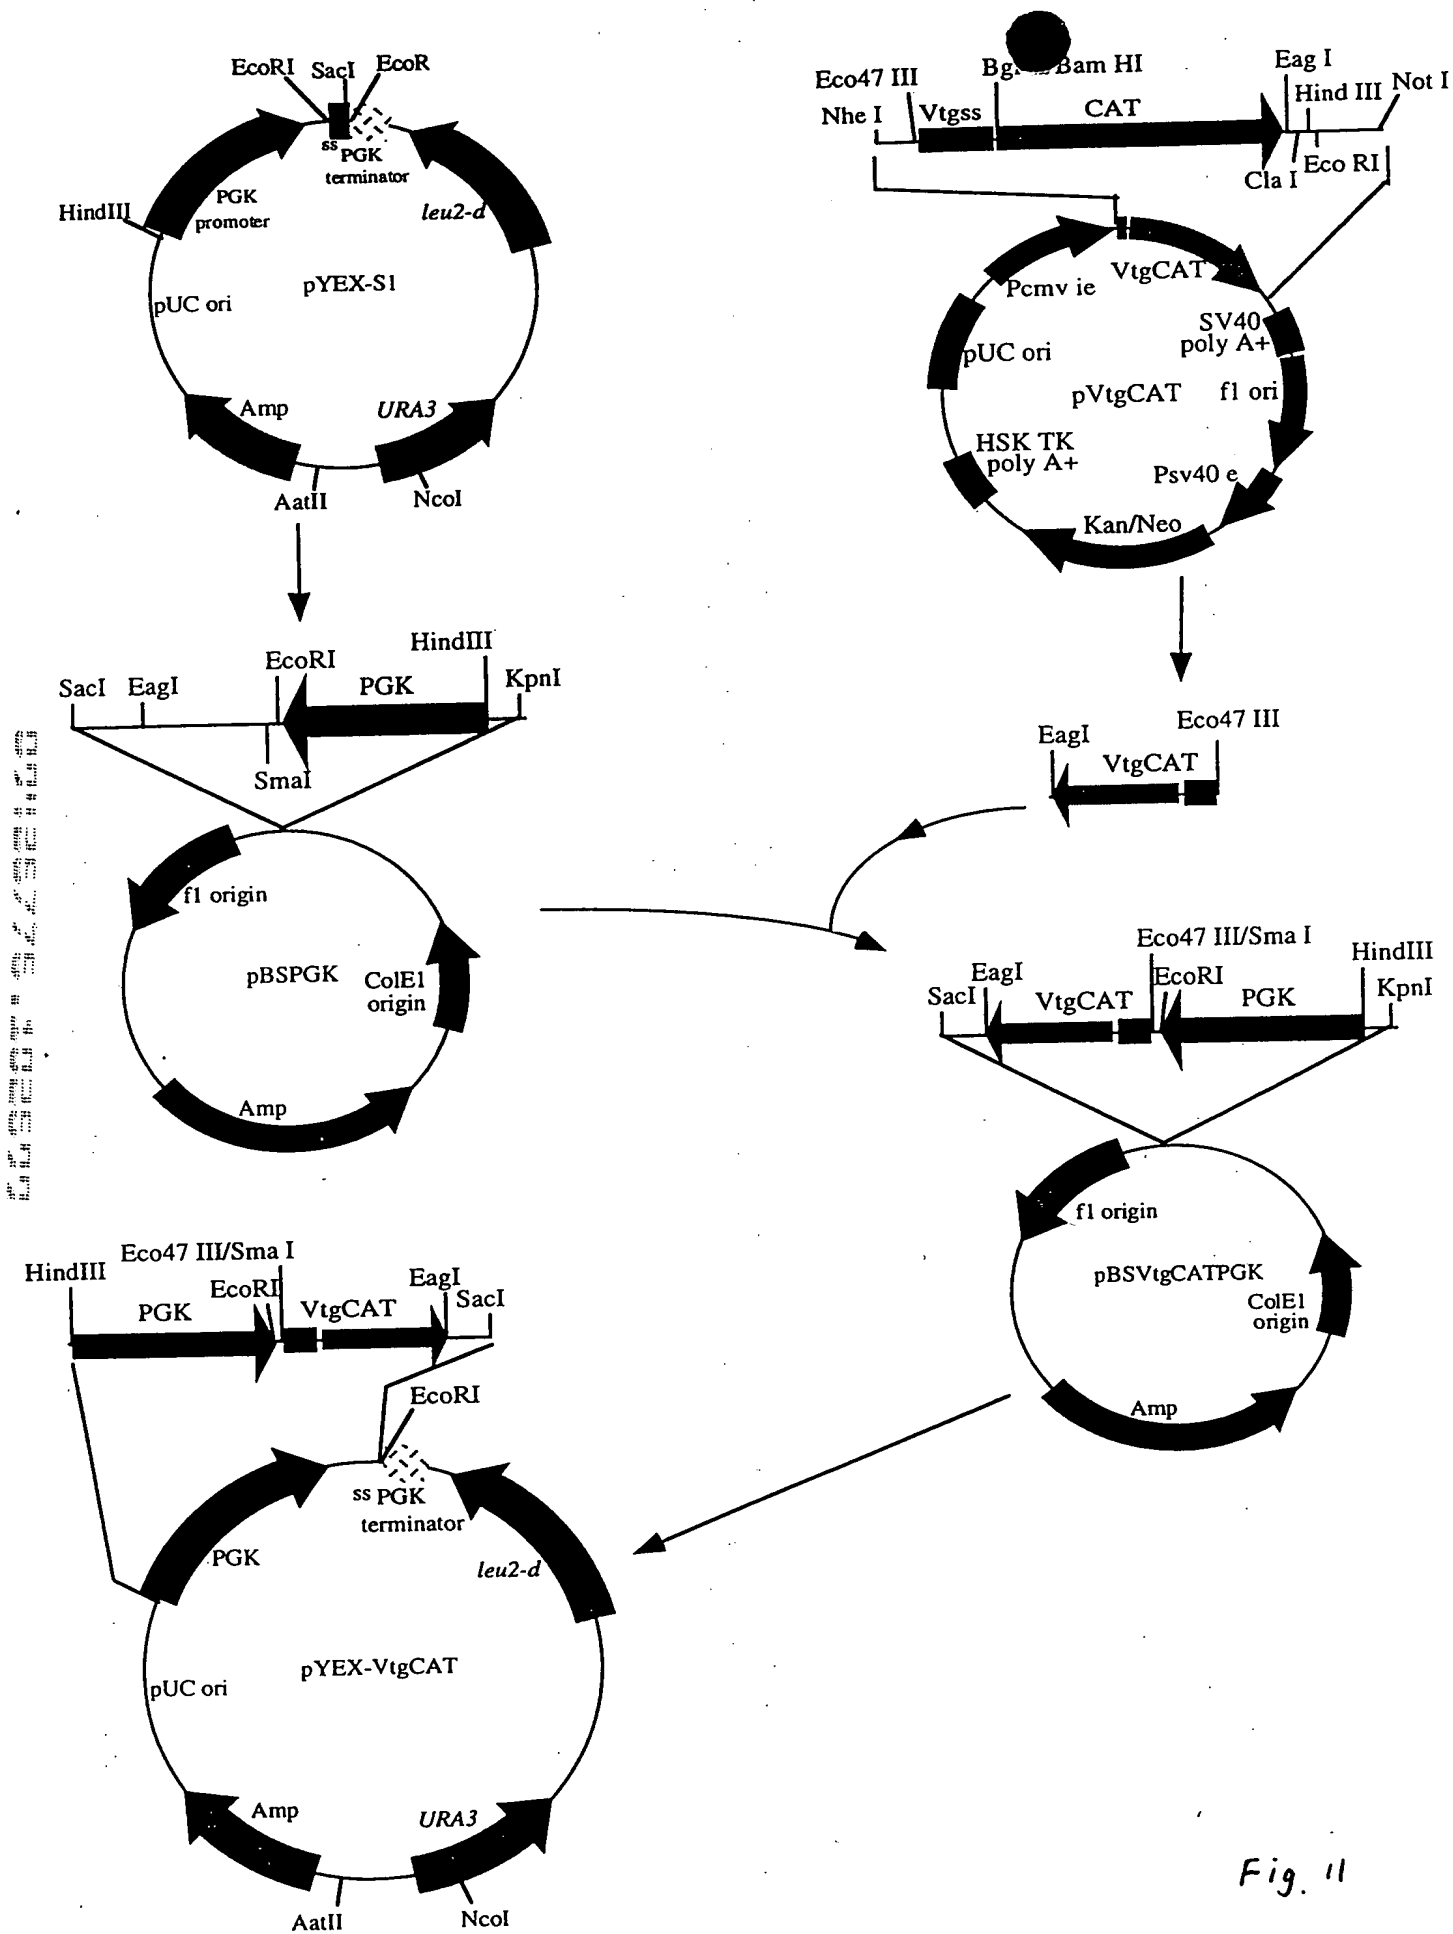 EcoRI
SacI
EcoR
ss
PGK
terminator
PGK
promoter
leu2-d
HindIII
pYEX-S1
pUC ori
Amp
URA3
AatII
NcoI
Eco47 III
Bam HI
Eag I
Nhe I
Vtgss
CAT
Hind III
Not I
Cla I
Eco RI
Pcmv ie
VtgCAT
SV40
poly A+
pUC ori
pVtgCAT
f1 ori
HSK TK
poly A+
Psv40 e
Kan/Neo
SacI
EagI
EcoRI
PGK
HindIII
KpnI
SmaI
f1 origin
pBSPGK
ColE1
origin
Amp
EagI
VtgCAT
Eco47 III
Eco47 III/Sma I
HindIII
SacI
EagI
VtgCAT
EcoRI
PGK
KpnI
f1 origin
pBSVtgCATPGK
ColE1
origin
Amp
Eco47 III/Sma I
HindIII
PGK
EcoRI
VtgCAT
EagI
SacI
EcoRI
ss PGK
terminator
PGK
leu2-d
pYEX-VtgCAT
pUC ori
Amp
URA3
AatII
NcoI
Fig. 11